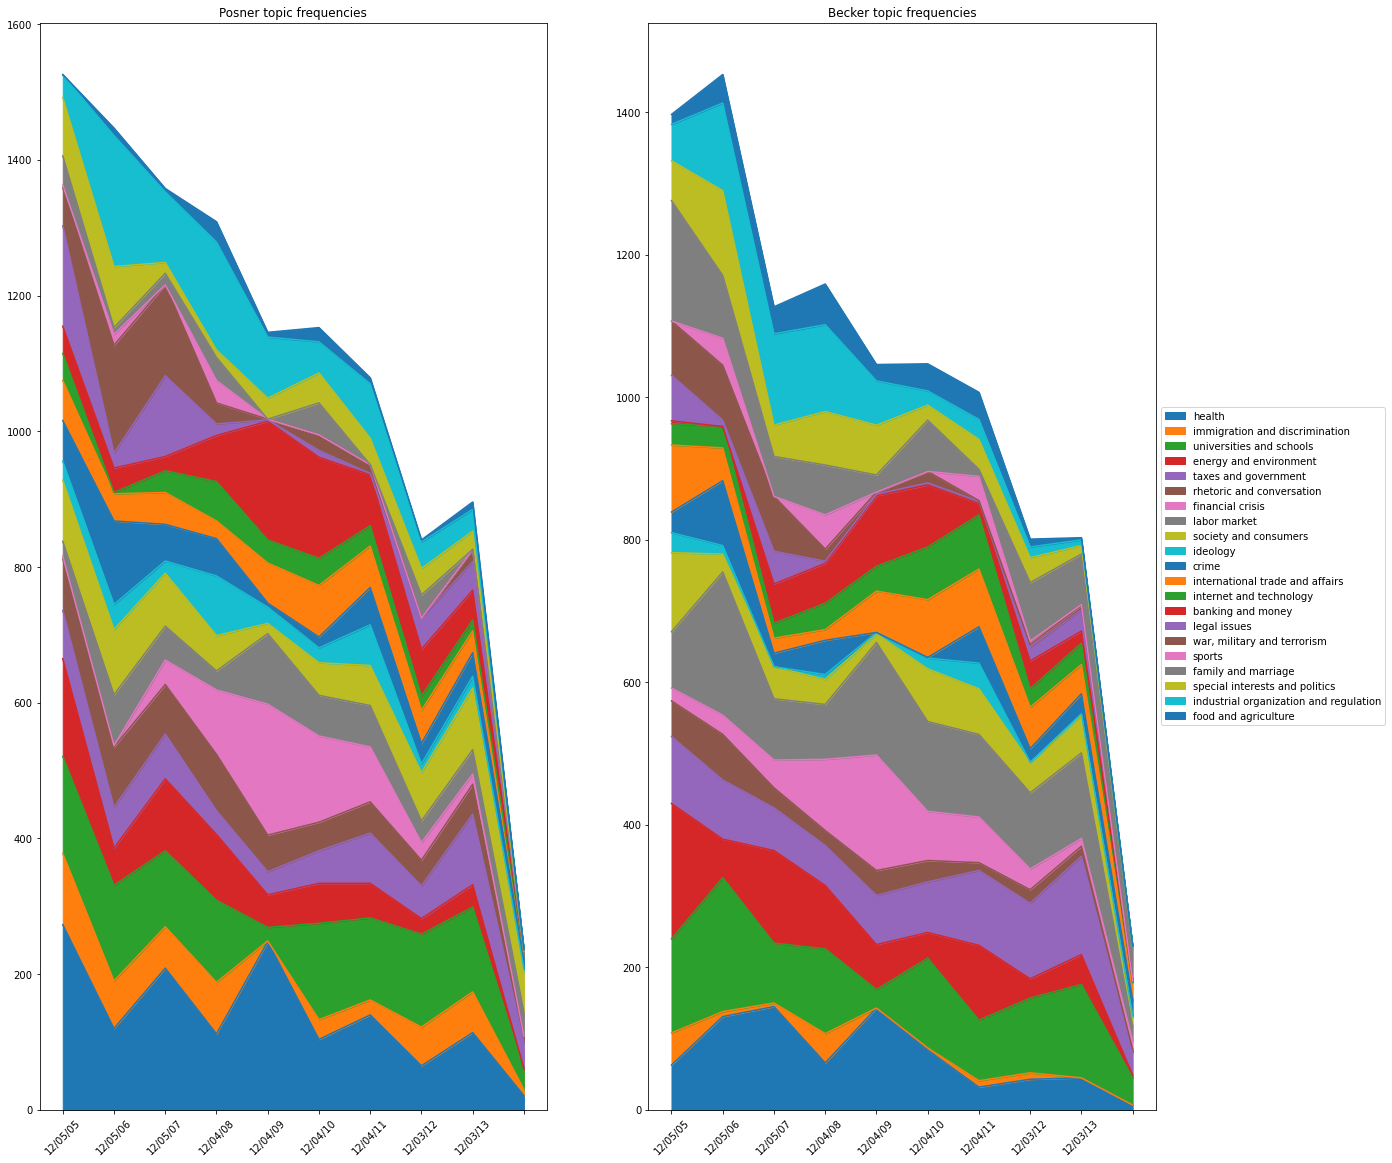 Posner topic frequencies
1600
1400
1200
1000
800
600
400
200
0
12/05/05
12/05/06
12/05/07
12/04/08
12/04/09
12/04/10
12/04/11
12/03/12
12/03/13
Becker topic frequencies
1400
1200
1000
800
600
400
200
0
12/05/05
12/05/06
12/05/07
12/04/08
12/04/09
12/04/10
12/04/11
12/03/12
12/03/13
health
immigration and discrimination
universities and schools
energy and environment
taxes and government
rhetoric and conversation
financial crisis
labor market
society and consumers
ideology
crime
international trade and affairs
internet and technology
banking and money
legal issues
war, military and terrorism
sports
family and marriage
special interests and politics
industrial organization and regulation
food and agriculture